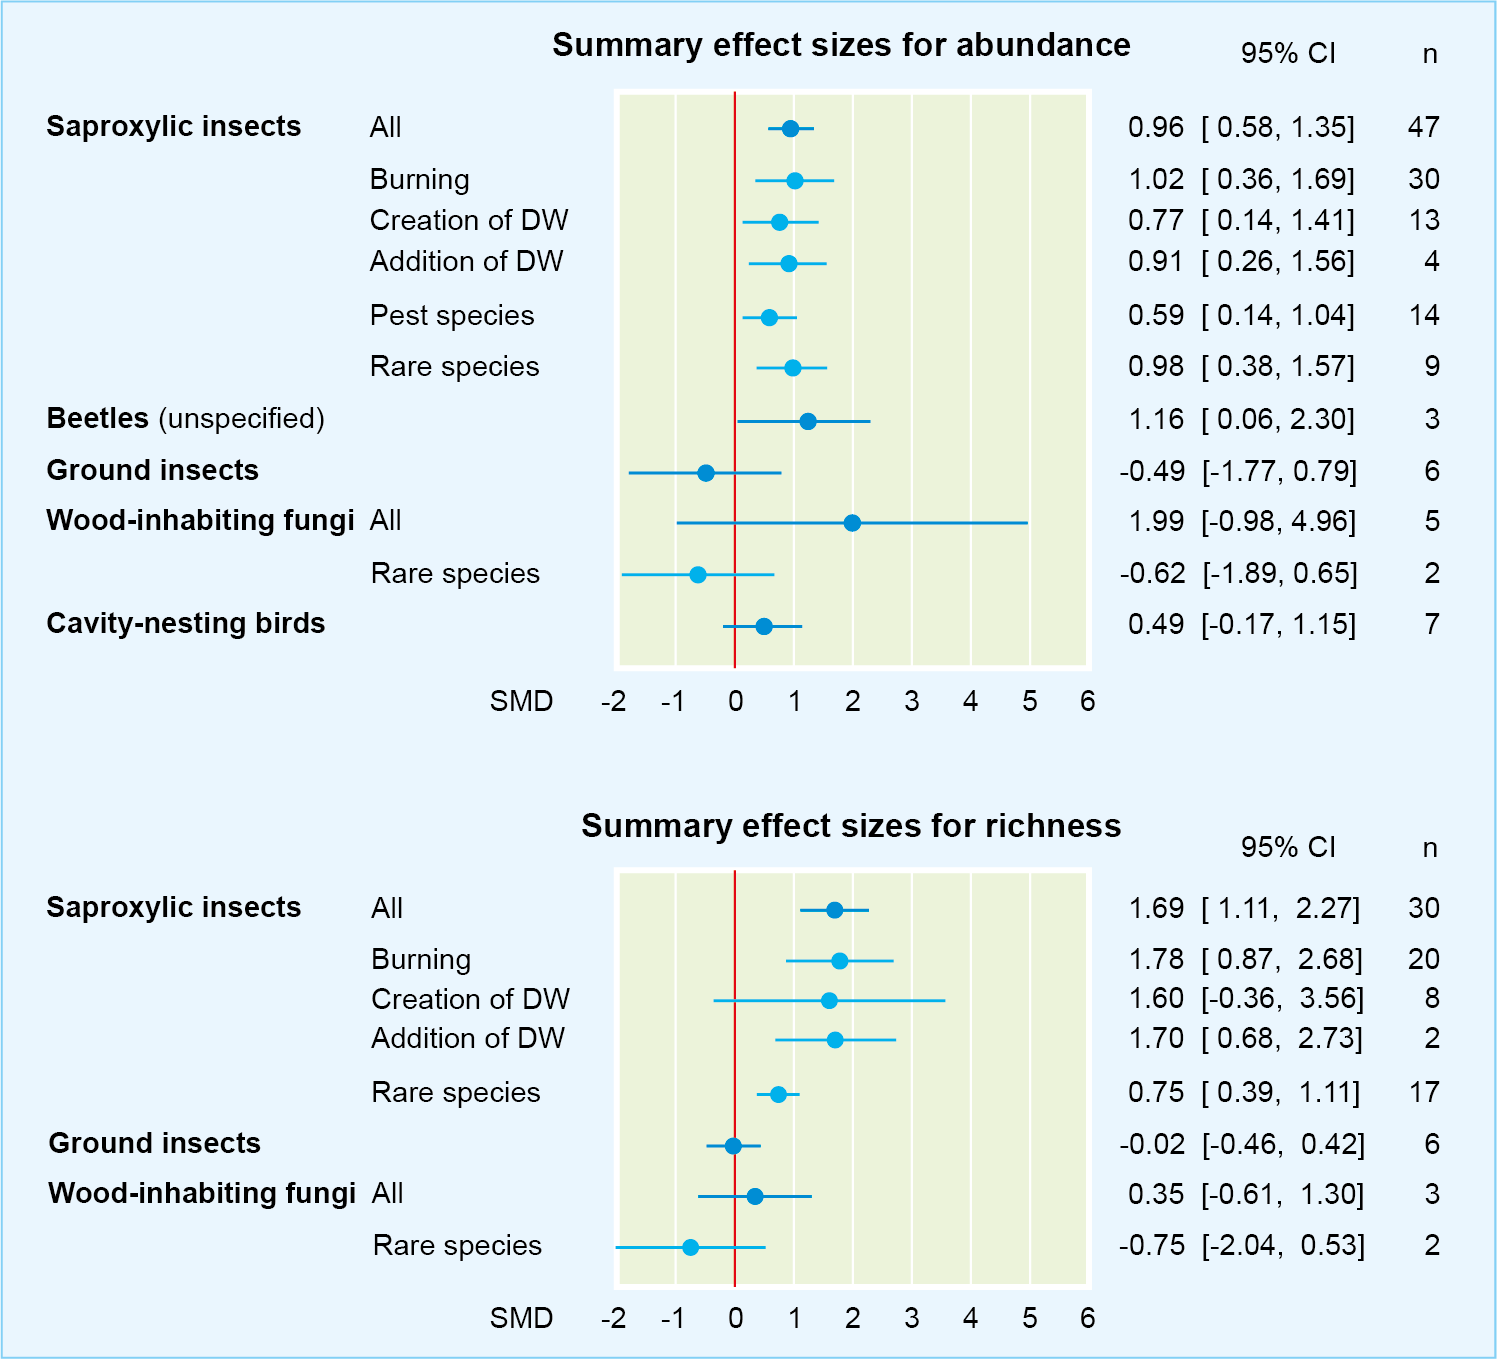 Summary effect sizes for abundance 95% CI n
Saproxylic insects All 0.96 [ 0.58, 1.35] 47
Burning 1.02 [ 0.36, 1.69] 30
Creation of DW 0.77 [ 0.14, 1.41] 13
Addition of DW 0.91 [ 0.26, 1.56] 4
Pest species 0.59 [ 0.14, 1.04] 14
Rare species 0.98 [ 0.38, 1.57] 9
Beetles (unspecified) 1.16 [ 0.06, 2.30] 3
Ground insects -0.49 [-1.77, 0.79] 6
Wood-inhabiting fungi All 1.99 [-0.98, 4.96] 5
Rare species -0.62 [-1.89, 0.65] 2
Cavity-nesting birds 0.49 [-0.17, 1.15] 7
SMD -2 -1 0 1 2 3 4 5 6
Summary effect sizes for richness 95% CI n
Saproxylic insects All 1.69 [ 1.11, 2.27] 30
Burning 1.78 [ 0.87, 2.68] 20
Creation of DW 1.60 [-0.36, 3.56] 8
Addition of DW 1.70 [ 0.68, 2.73] 2
Rare species 0.75 [ 0.39, 1.11] 17
Ground insects -0.02 [-0.46, 0.42] 6
Wood-inhabiting fungi All 0.35 [-0.61, 1.30] 3
Rare species -0.75 [-2.04, 0.53] 2
SMD -2 -1 0 1 2 3 4 5 6